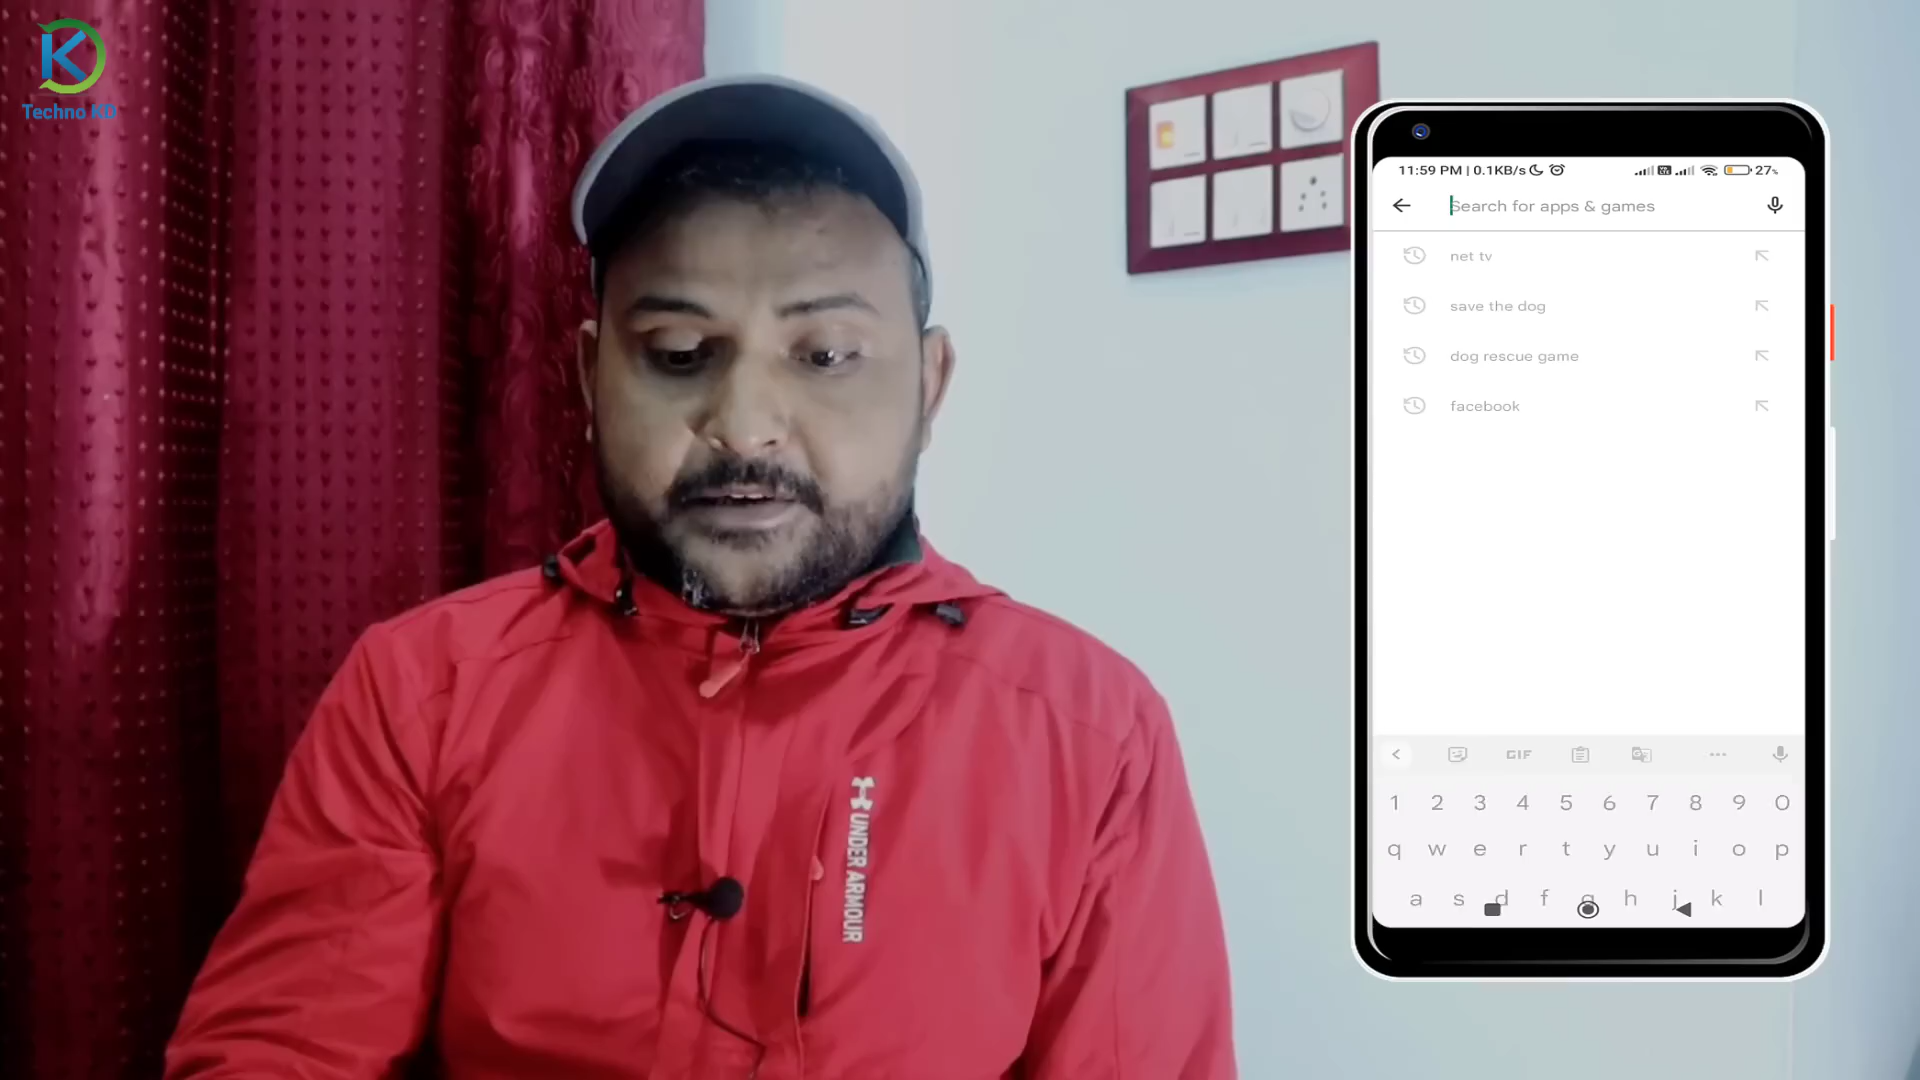 Techno KD
UNDER ARMOUR
11:59 PM | 0.1KB/s
27%
Search for apps & games
net tv
save the dog
dog rescue game
facebook
GIF
1 2 3 4 5 6 7 8 9 0
q w e r t y u i o p
a s d f g h j k l